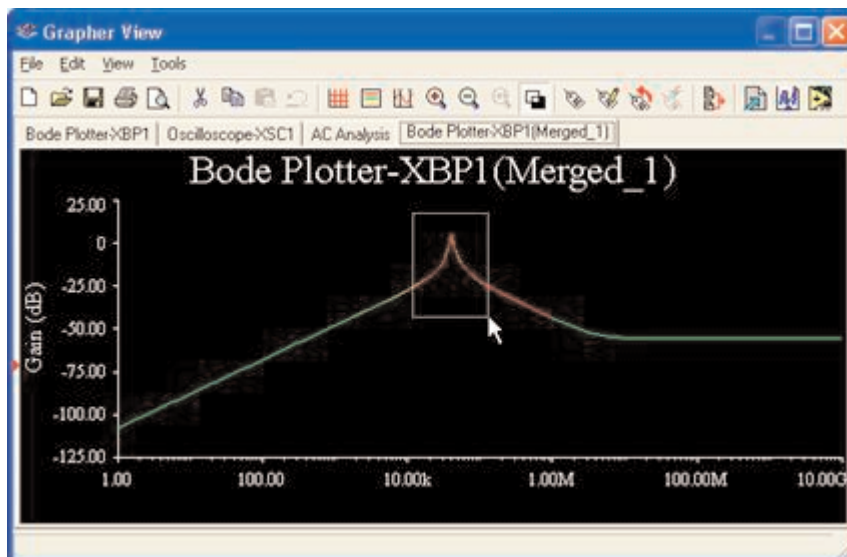 Grapher View
File Edit View Tools
Bode Plotter-XBP1 Oscilloscope-XSC1 AC Analysis Bode Plotter-XBP1(Merged_1)
Bode Plotter-XBP1(Merged_1)
Gain (dB)
25.00
0
-25.00
-50.00
-75.00
-100.00
-125.00
1.00 100.00 10.00k 1.00M 100.00M 10.00G